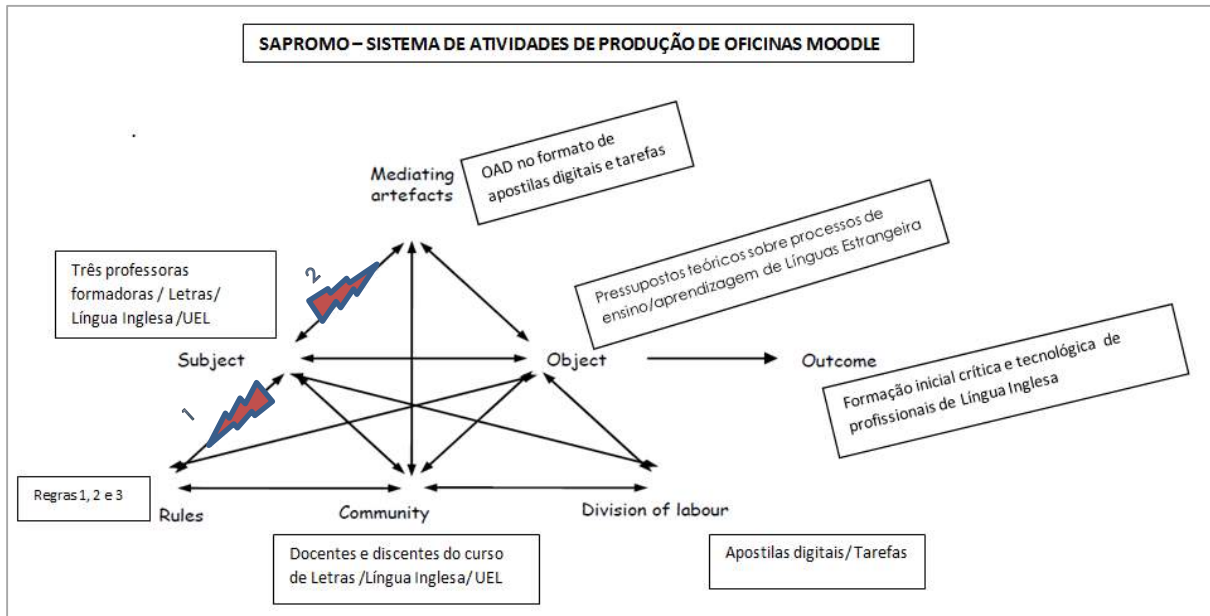 SAPROMO – SISTEMA DE ATIVIDADES DE PRODUÇÃO DE OFICINAS MOODLE
OAD no formato de
apostilas digitais e tarefas
Mediating
artefacts
Pressupostos teóricos sobre processos de
ensino/aprendizagem de Línguas Estrangeira
Três professoras
formadoras / Letras/
Língua Inglesa /UEL
2
Subject
Object
Outcome
Formação inicial crítica e tecnológica de
profissionais de Língua Inglesa
1
Regras 1, 2 e 3
Rules
Community
Division of labour
Docentes e discentes do curso
de Letras /Língua Inglesa/ UEL
Apostilas digitais/ Tarefas